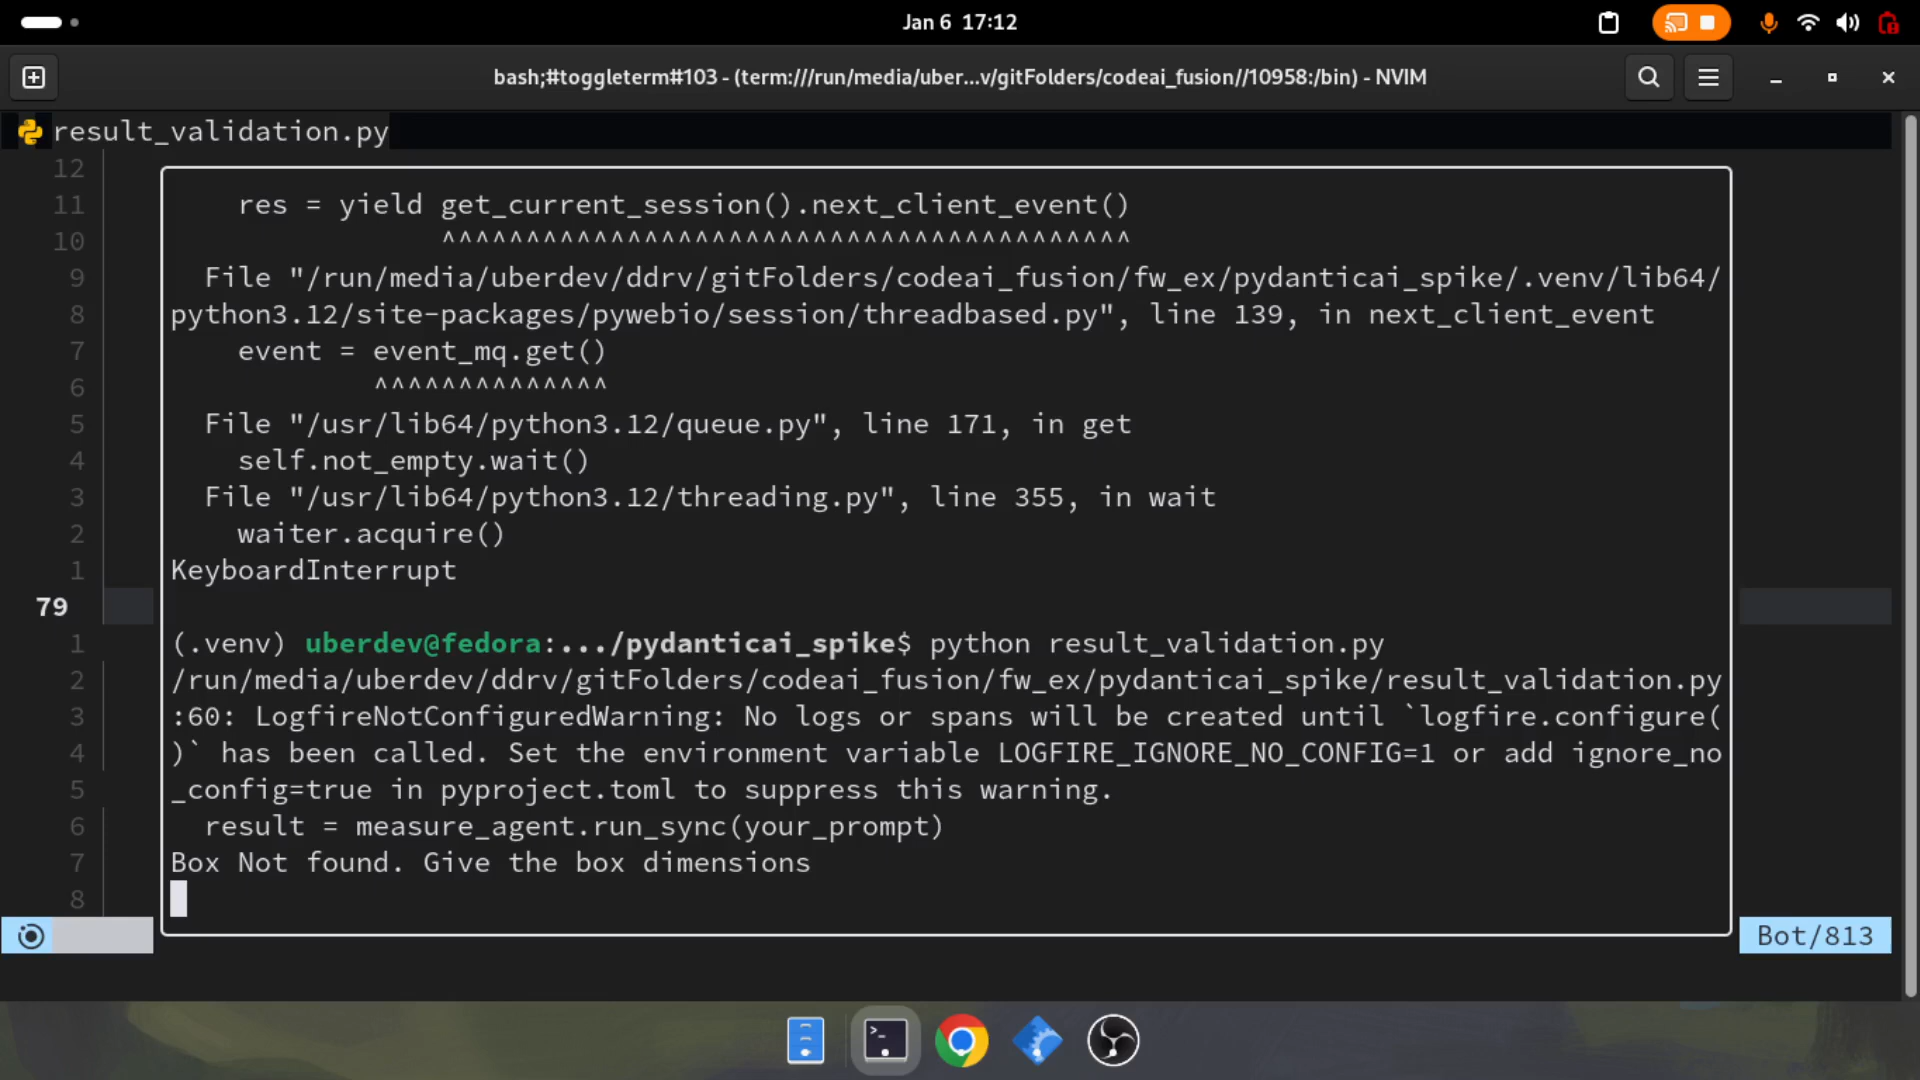 Jan 6 17:12
bash;#toggleterm#103 - (term:///run/media/uber...v/gitFolders/codeai_fusion//10958:/bin) - NVIM
result_validation.py
12
11 res = yield get_current_session().next_client_event()
10 ^^^^^^^^^^^^^^^^^^^^^^^^^^^^^^^^^^^^^^^^^
9 File "/run/media/uberdev/ddrv/gitFolders/codeai_fusion/fw_ex/pydanticai_spike/.venv/lib64/
8 python3.12/site-packages/pywebio/session/threadbased.py", line 139, in next_client_event
7 event = event_mq.get()
6 ^^^^^^^^^^^^^^
5 File "/usr/lib64/python3.12/queue.py", line 171, in get
4 self.not_empty.wait()
3 File "/usr/lib64/python3.12/threading.py", line 355, in wait
2 waiter.acquire()
1 KeyboardInterrupt
79
1 (.venv) uberdev@fedora:.../pydanticai_spike$ python result_validation.py
2 /run/media/uberdev/ddrv/gitFolders/codeai_fusion/fw_ex/pydanticai_spike/result_validation.py
3 :60: LogfireNotConfiguredWarning: No logs or spans will be created until `logfire.configure(
4 )` has been called. Set the environment variable LOGFIRE_IGNORE_NO_CONFIG=1 or add ignore_no
5 _config=true in pyproject.toml to suppress this warning.
6 result = measure_agent.run_sync(your_prompt)
7 Box Not found. Give the box dimensions
8
Bot/813